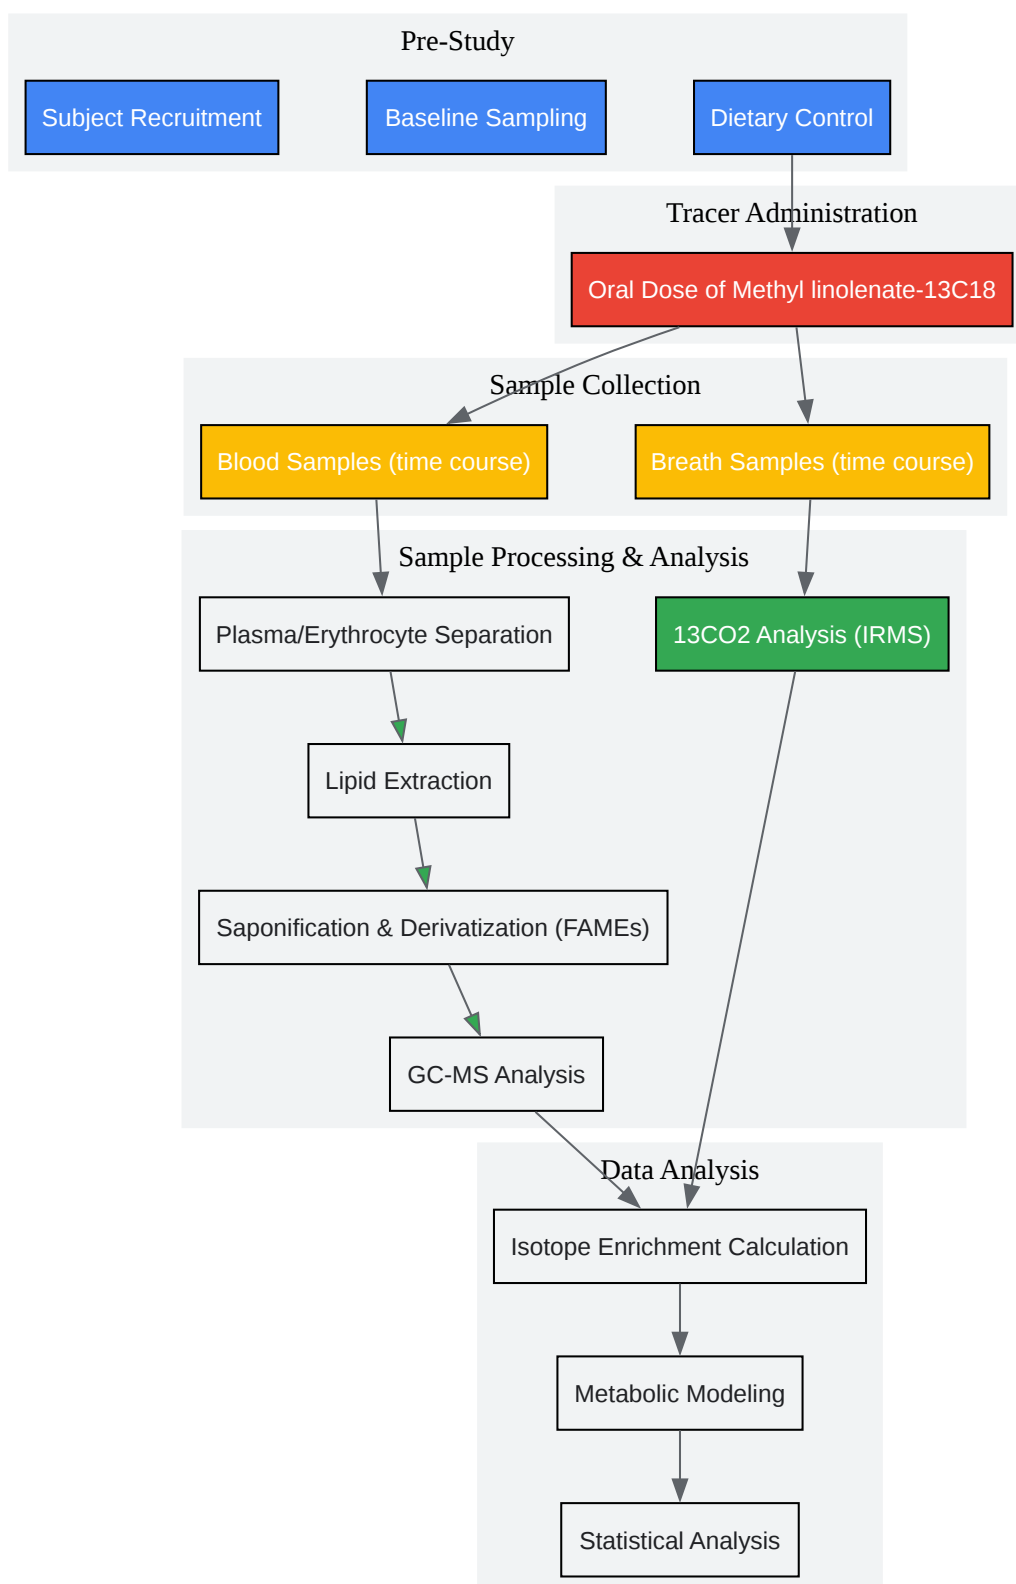 Pre-Study
Subject Recruitment
Baseline Sampling
Dietary Control
Tracer Administration
Oral Dose of Methyl linolenate-13C18
Sample Collection
Blood Samples (time course)
Breath Samples (time course)
Sample Processing & Analysis
Plasma/Erythrocyte Separation
13CO2 Analysis (IRMS)
Lipid Extraction
Saponification & Derivatization (FAMEs)
GC-MS Analysis
Data Analysis
Isotope Enrichment Calculation
Metabolic Modeling
Statistical Analysis